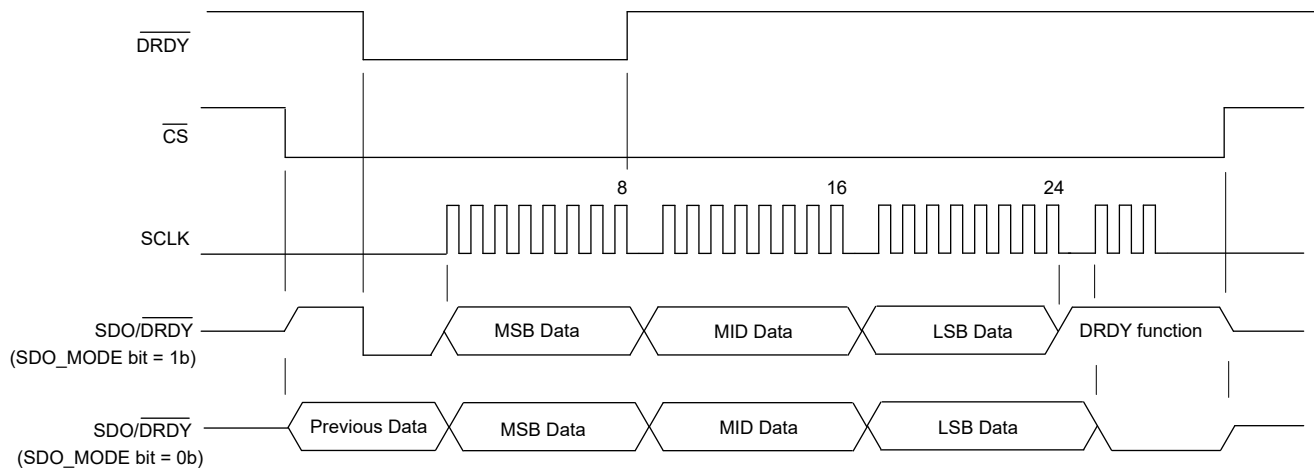 DRDY
CS
8 16 24
SCLK
SDO/DRDY
(SDO_MODE bit = 1b)
MSB Data MID Data LSB Data DRDY function
SDO/DRDY
(SDO_MODE bit = 0b)
Previous Data MSB Data MID Data LSB Data